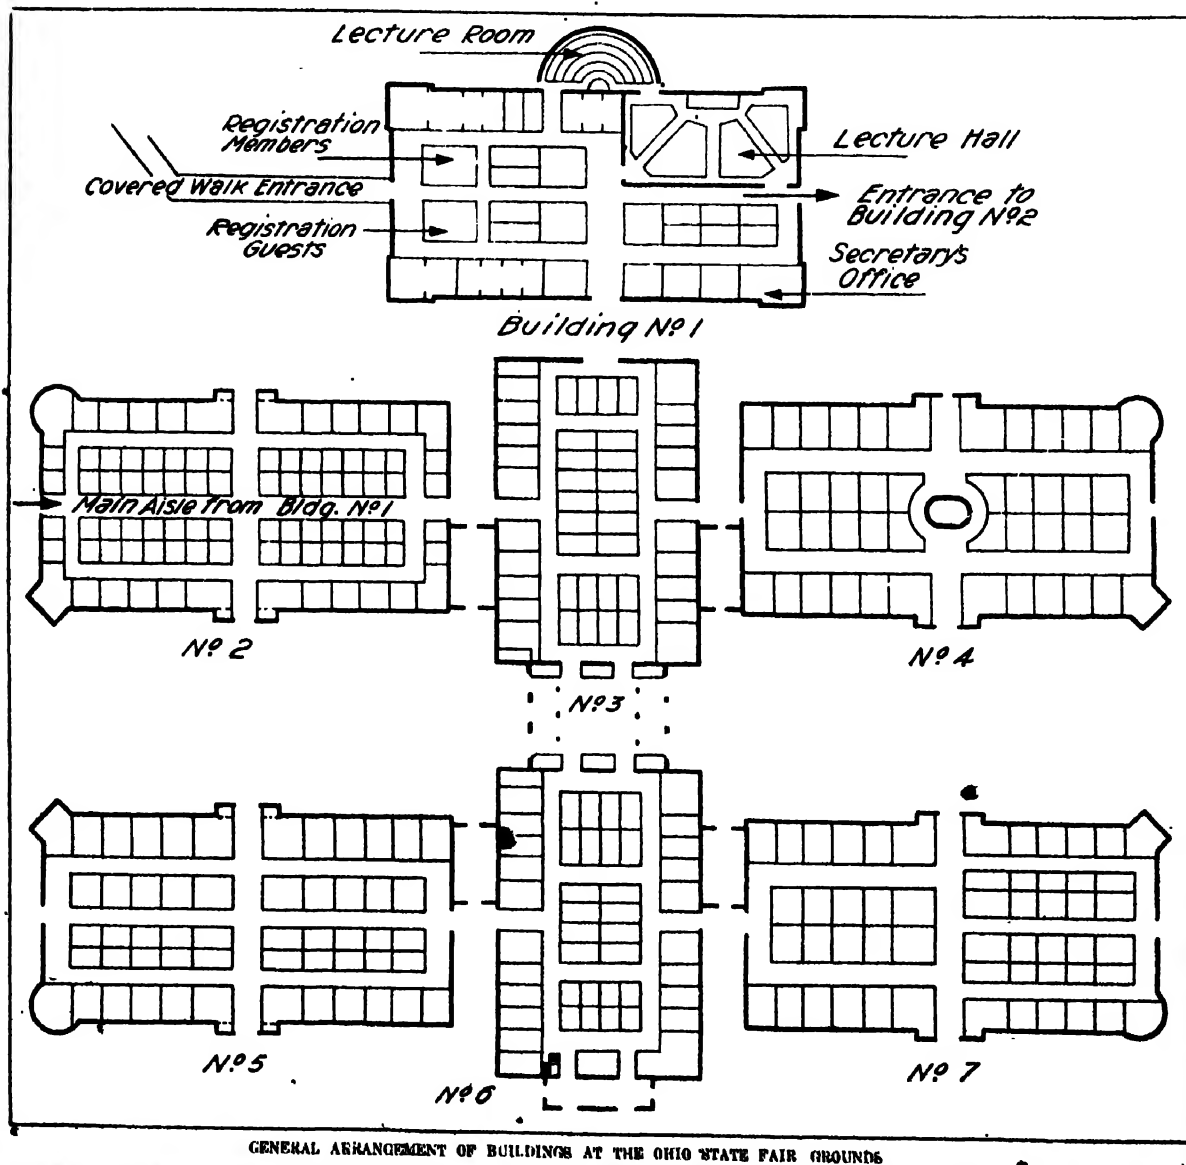 Lecture Room
Registration
Members
Lecture Hall
Covered Walk Entrance
Entrance to
Building Nº2
Registration
Guests
Secretary's
Office
Building Nº1
Main Aisle from Bldg. Nº1
Nº2
Nº4
Nº3
Nº5
Nº6
Nº7
GENERAL ARRANGEMENT OF BUILDINGS AT THE OHIO STATE FAIR GROUNDS